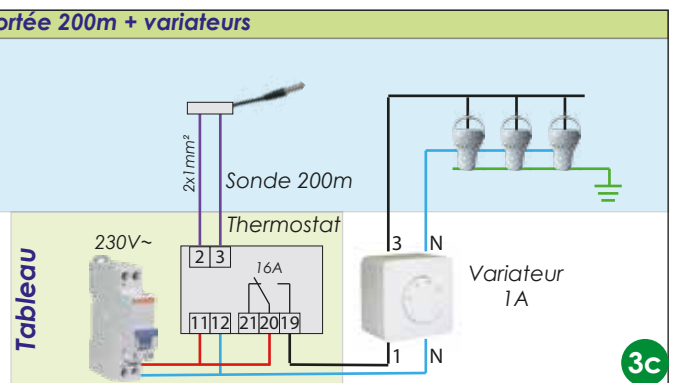 ortée 200m + variateurs
2x1mm²
Sonde 200m
Thermostat
230V~
2 3
16A
3 N
Tableau
Variateur
1A
11 12 21 20 19
1 N
3c